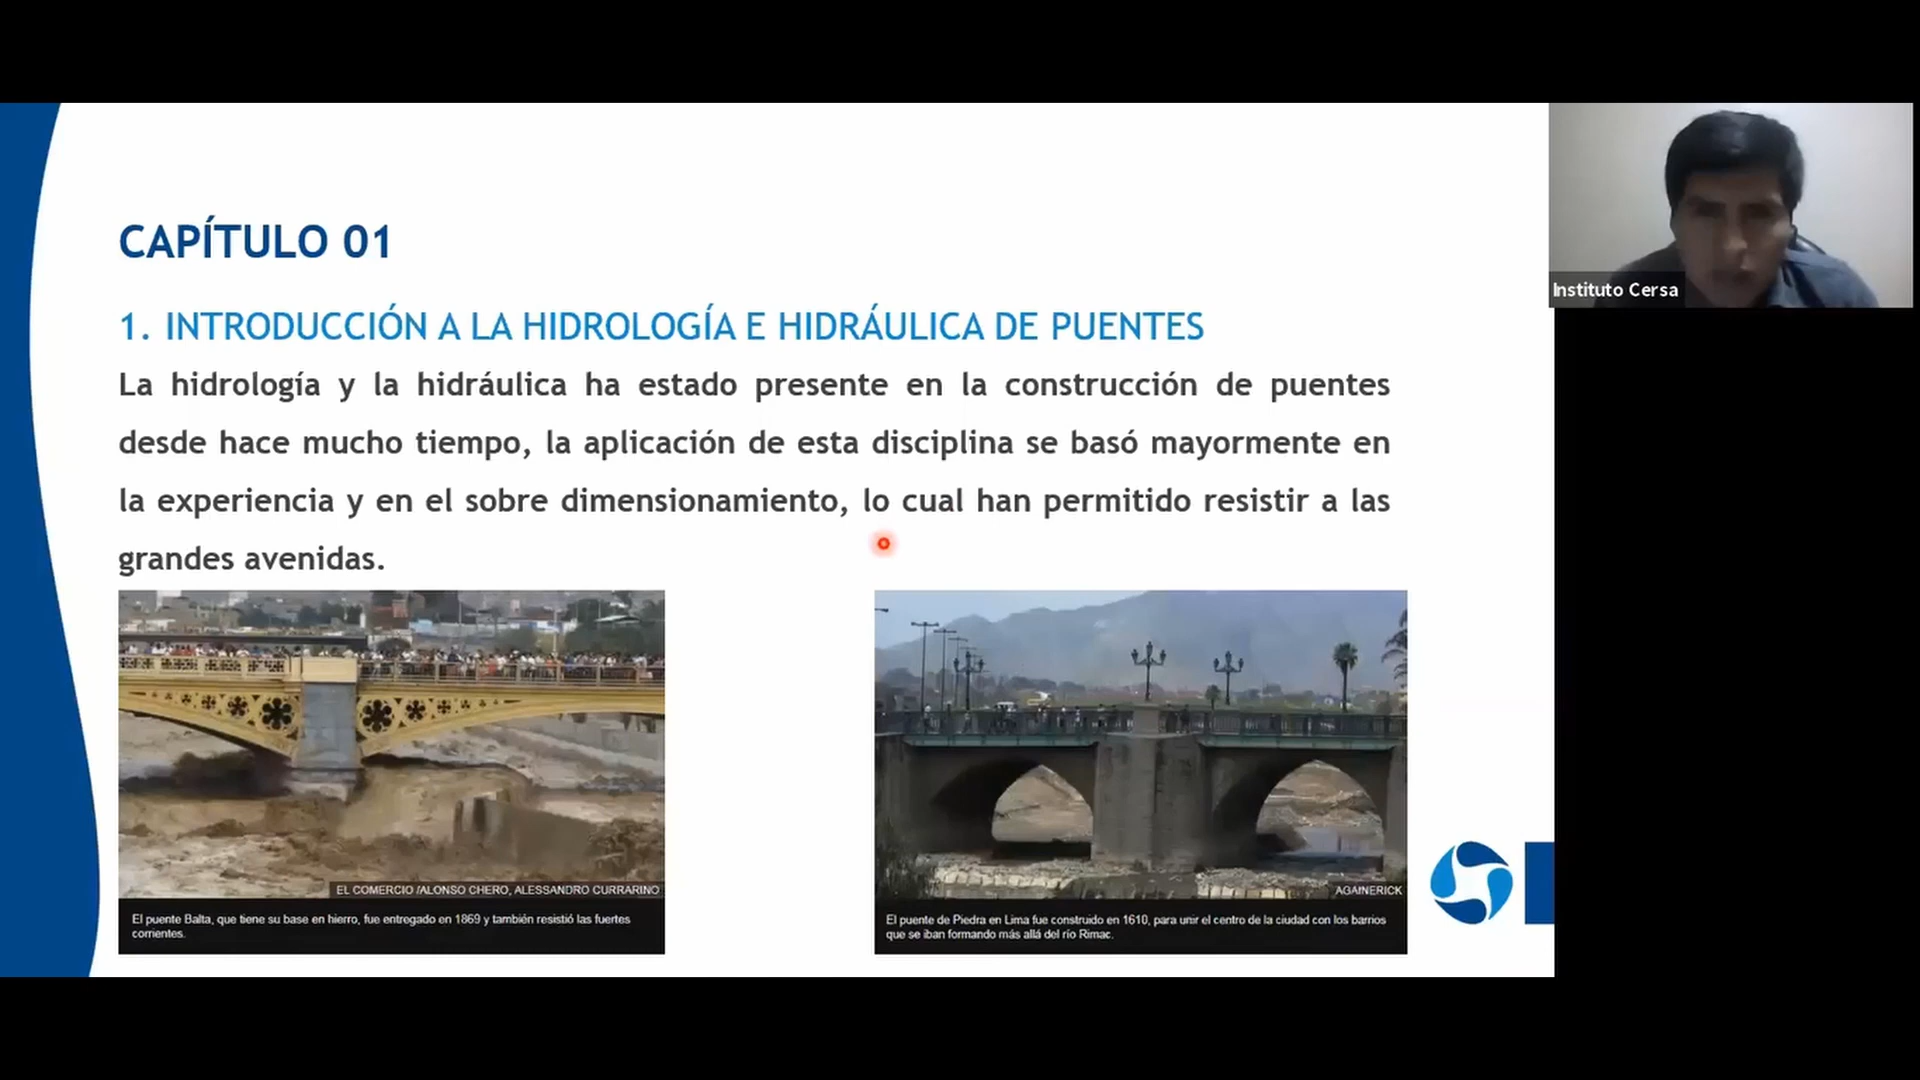 CAPÍTULO 01
1. INTRODUCCIÓN A LA HIDROLOGÍA E HIDRÁULICA DE PUENTES
La hidrología y la hidráulica ha estado presente en la construcción de puentes
desde hace mucho tiempo, la aplicación de esta disciplina se basó mayormente en
la experiencia y en el sobre dimensionamiento, lo cual han permitido resistir a las
grandes avenidas.
EL COMERCIO /ALONSO CHERO, ALESSANDRO CURRARINO
El puente Balta, que tiene su base en hierro, fue entregado en 1869 y también resistió las fuertes
corrientes.
AGAINERICK
El puente de Piedra en Lima fue construido en 1610, para unir el centro de la ciudad con los barrios
que se iban formando más allá del río Rimac.
Instituto Cersa